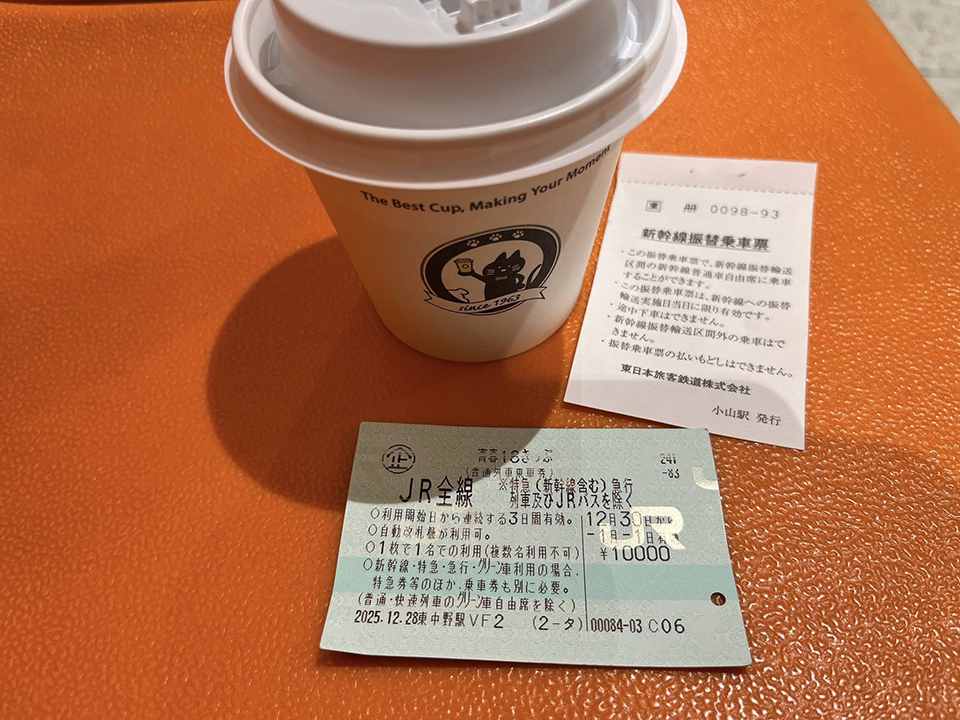 The Best Cup, Making Your Moment
since 1963
東 冊 0098-93
新幹線振替乗車票
・この振替乗車票で、新幹線振替輸送
区間の新幹線普通車自由席に乗車
することができます。
・この振替乗車票は、新幹線への振替
輸送実施日当日に限り有効です。
・途中下車はできません。
・新幹線振替輸送区間外の乗車はで
きません。
・振替乗車票の払いもどしはできません。
東日本旅客鉄道株式会社
小山駅 発行
企 青春18きっぷ 241
(普通列車乗車券) -83
JR全線 ※特急(新幹線含む)急行
列車及びJRバスを除く
○利用開始日から連続する3日間有効。 12月30日から
○自動改札機が利用可。 -1月-1日有効
○1枚で1名での利用(複数名利用不可) ¥10000
○新幹線・特急・急行・グリーン車利用の場合、
特急券等のほか、乗車券も別に必要。
(普通・快速列車のグリーン車自由席を除く)
2025.12.28東中野駅VF2 (2-タ) 00084-03 C06
JR